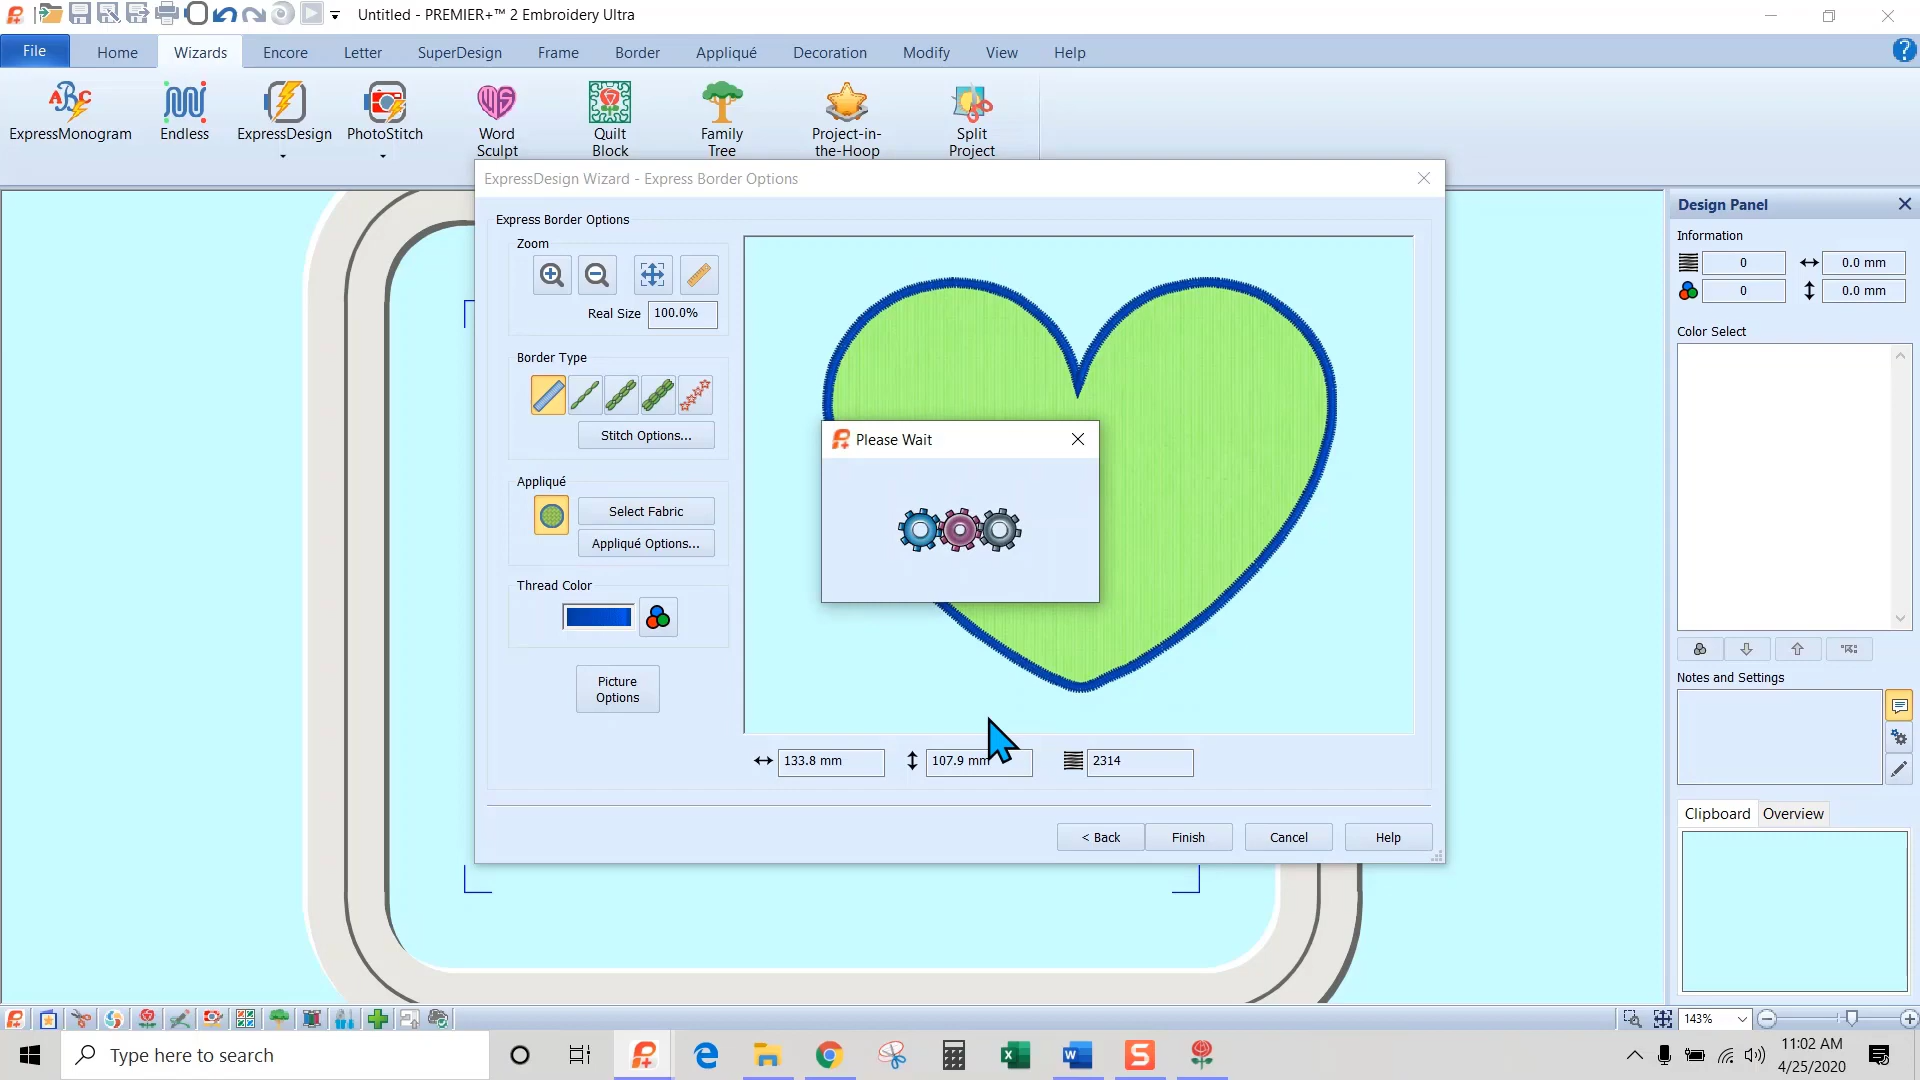 Untitled - PREMIER+™ 2 Embroidery Ultra
File Home Wizards Encore Letter SuperDesign Frame Border Appliqué Decoration Modify View Help
ExpressMonogram
Endless
ExpressDesign
PhotoStitch
Word
Sculpt
Quilt
Block
Family
Tree
Project-in-
the-Hoop
Split
Project
ExpressDesign Wizard - Express Border Options
Express Border Options
Zoom
Real Size 100.0%
Border Type
Stitch Options...
Appliqué
Select Fabric
Appliqué Options...
Thread Color
Picture
Options
Please Wait
133.8 mm
107.9 mm
2314
< Back
Finish
Cancel
Help
Design Panel
Information
0
0.0 mm
0
0.0 mm
Color Select
Notes and Settings
Clipboard
Overview
143%
Type here to search
11:02 AM
4/25/2020